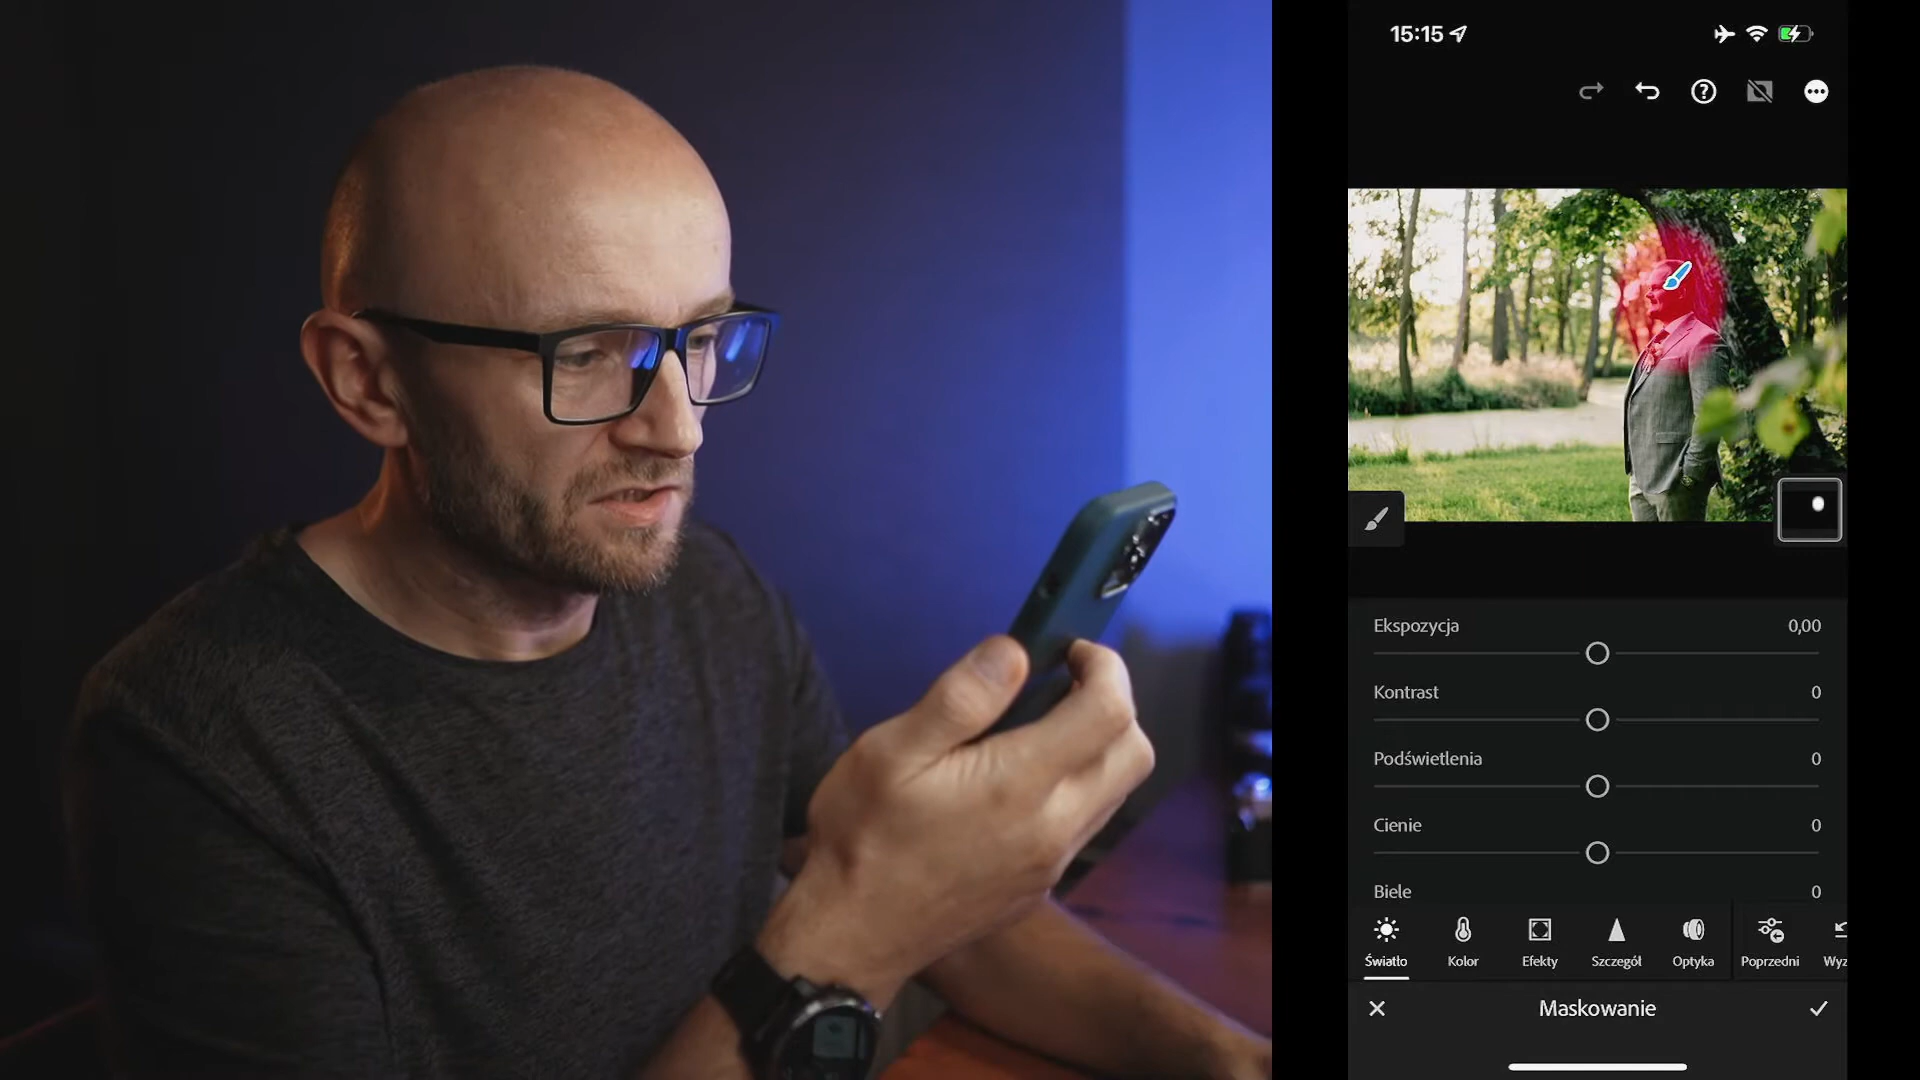 15:15
Ekspozycja 0,00
Kontrast 0
Podświetlenia 0
Cienie 0
Biele 0
Światło Kolor Efekty Szczegół Optyka Poprzedni Wyz
Maskowanie